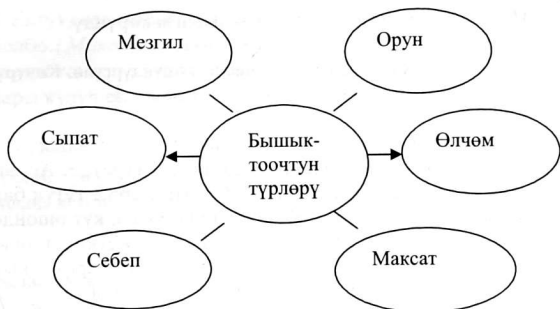 Мезгил
Орун
Сыпат
Бышык-
тоочтун
түрлөрү
Өлчөм
Себеп
Максат